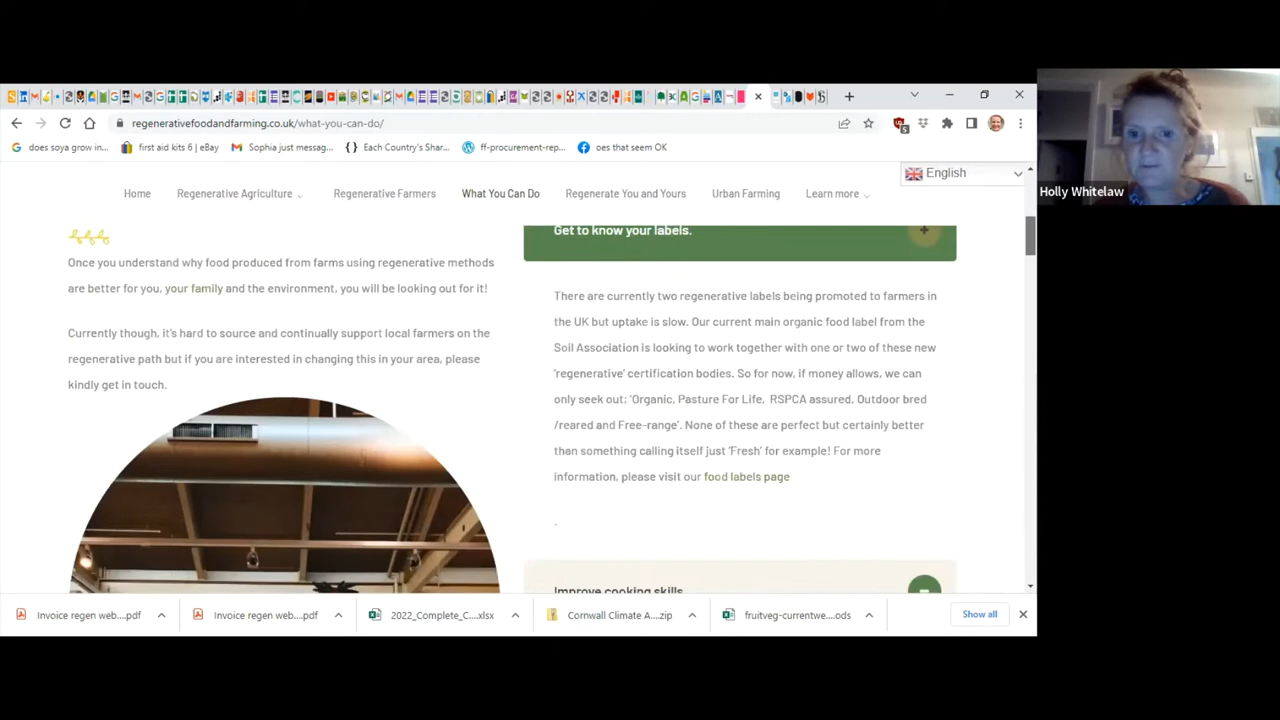 regenerativefoodandfarming.co.uk/what-you-can-do/
does soya grow in...
first aid kits 6 | eBay
Sophia just messag...
Each Country's Shar...
ff-procurement-rep...
oes that seem OK
English
Home
Regenerative Agriculture
Regenerative Farmers
What You Can Do
Regenerate You and Yours
Urban Farming
Learn more
Once you understand why food produced from farms using regenerative methods
are better for you, your family and the environment, you will be looking out for it!
Currently though, it's hard to source and continually support local farmers on the
regenerative path but if you are interested in changing this in your area, please
kindly get in touch.
Get to know your labels.
There are currently two regenerative labels being promoted to farmers in
the UK but uptake is slow. Our current main organic food label from the
Soil Association is looking to work together with one or two of these new
'regenerative' certification bodies. So for now, if money allows, we can
only seek out; 'Organic, Pasture For Life, RSPCA assured, Outdoor bred
/reared and Free-range'. None of these are perfect but certainly better
than something calling itself just 'Fresh' for example! For more
information, please visit our food labels page
.
Improve cooking skills
Invoice regen web....pdf
Invoice regen web....pdf
2022_Complete_C....xlsx
Cornwall Climate A....zip
fruitveg-currentwe....ods
Show all
Holly Whitelaw